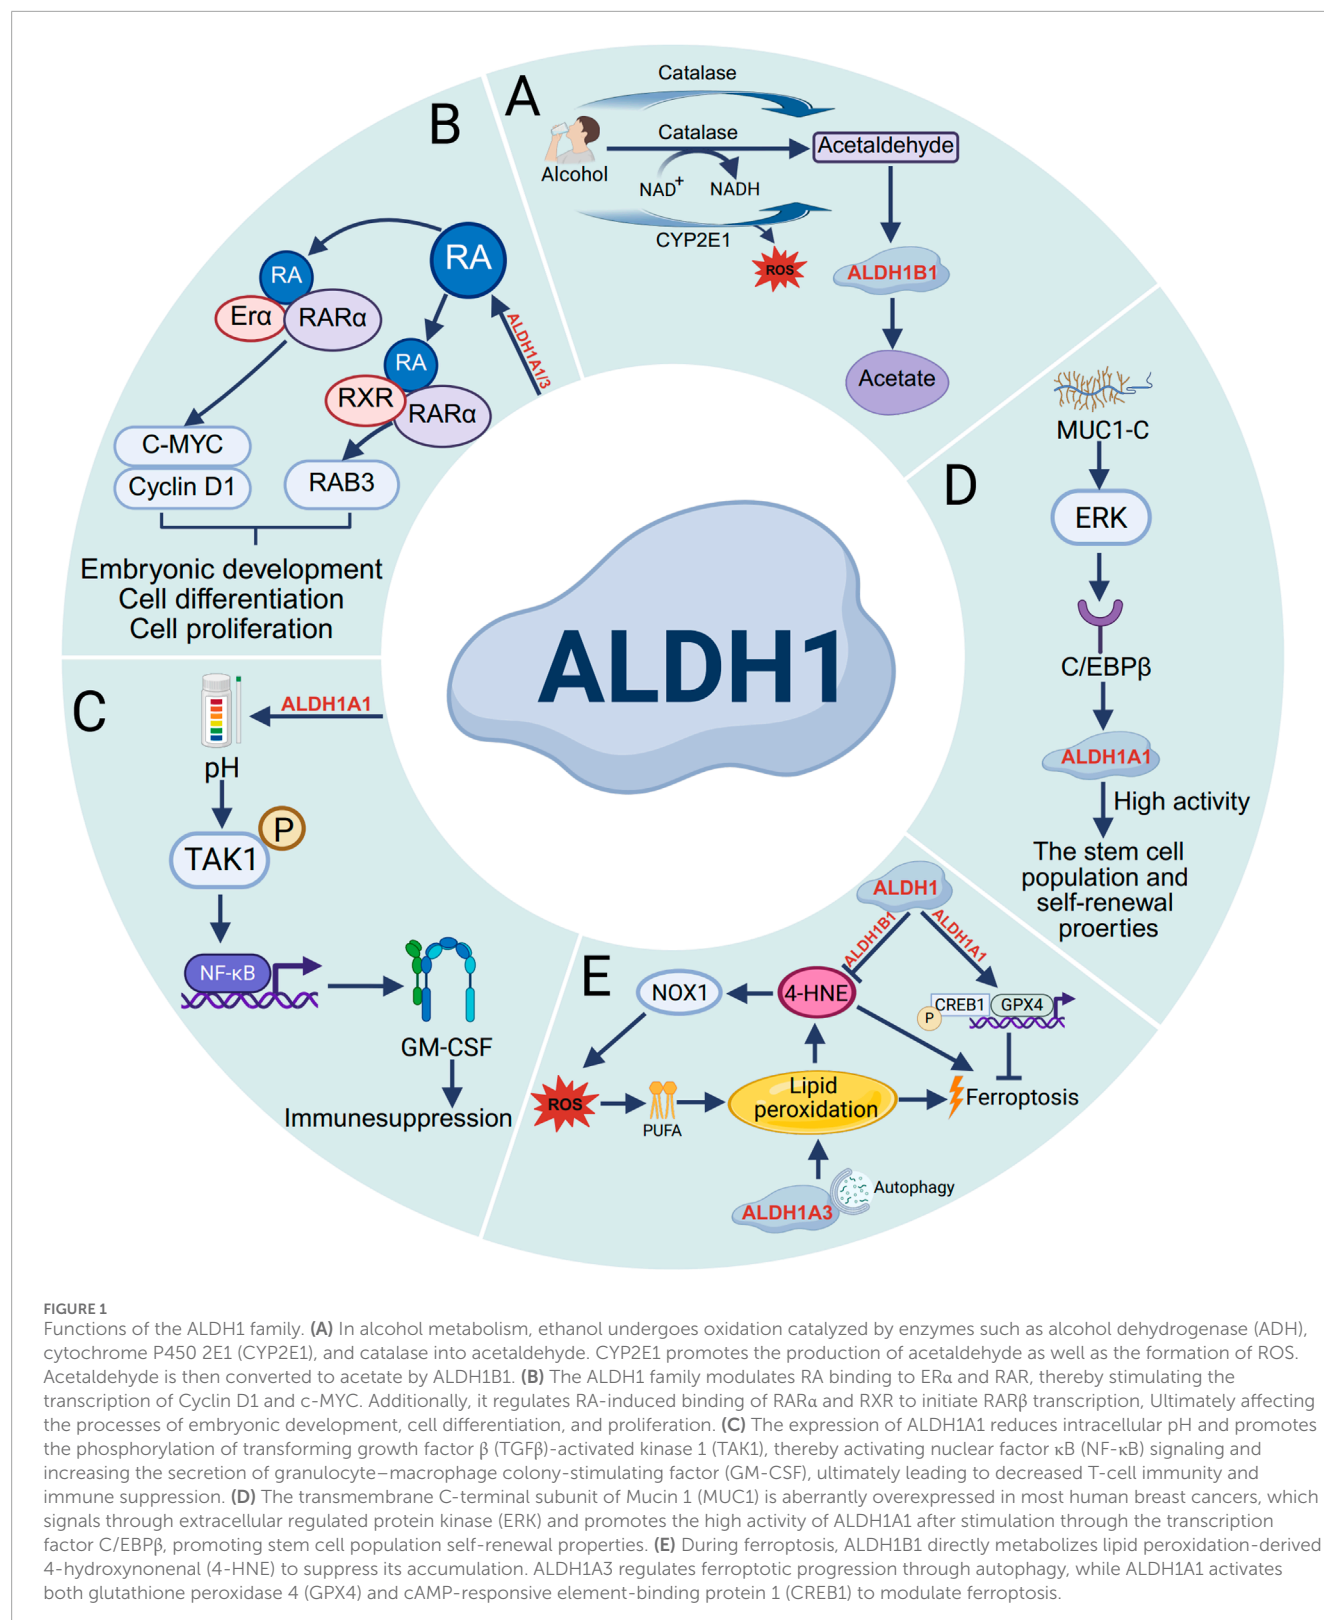 A
Catalase
Alcohol
Catalase
NAD+
NADH
CYP2E1
ROS
Acetaldehyde
ALDH1B1
Acetate
B
RA
RA
Erα
RARα
ALDH1A1/3
RA
RXR
RARα
C-MYC
Cyclin D1
RAB3
Embryonic development
Cell differentiation
Cell proliferation
ALDH1
C
ALDH1A1
pH
TAK1
P
NF-κB
GM-CSF
Immunesuppression
D
MUC1-C
ERK
C/EBPβ
ALDH1A1
High activity
The stem cell
population and
self-renewal
proerties
E
ALDH1
ALDH1B1
ALDH1A1
NOX1
4-HNE
CREB1
P
GPX4
ROS
PUFA
Lipid
peroxidation
Ferroptosis
ALDH1A3
Autophagy
FIGURE 1
Functions of the ALDH1 family. (A) In alcohol metabolism, ethanol undergoes oxidation catalyzed by enzymes such as alcohol dehydrogenase (ADH),
cytochrome P450 2E1 (CYP2E1), and catalase into acetaldehyde. CYP2E1 promotes the production of acetaldehyde as well as the formation of ROS.
Acetaldehyde is then converted to acetate by ALDH1B1. (B) The ALDH1 family modulates RA binding to ERα and RAR, thereby stimulating the
transcription of Cyclin D1 and c-MYC. Additionally, it regulates RA-induced binding of RARα and RXR to initiate RARβ transcription, Ultimately affecting
the processes of embryonic development, cell differentiation, and proliferation. (C) The expression of ALDH1A1 reduces intracellular pH and promotes
the phosphorylation of transforming growth factor β (TGFβ)-activated kinase 1 (TAK1), thereby activating nuclear factor κB (NF-κB) signaling and
increasing the secretion of granulocyte–macrophage colony-stimulating factor (GM-CSF), ultimately leading to decreased T-cell immunity and
immune suppression. (D) The transmembrane C-terminal subunit of Mucin 1 (MUC1) is aberrantly overexpressed in most human breast cancers, which
signals through extracellular regulated protein kinase (ERK) and promotes the high activity of ALDH1A1 after stimulation through the transcription
factor C/EBPβ, promoting stem cell population self-renewal properties. (E) During ferroptosis, ALDH1B1 directly metabolizes lipid peroxidation-derived
4-hydroxynonenal (4-HNE) to suppress its accumulation. ALDH1A3 regulates ferroptotic progression through autophagy, while ALDH1A1 activates
both glutathione peroxidase 4 (GPX4) and cAMP-responsive element-binding protein 1 (CREB1) to modulate ferroptosis.